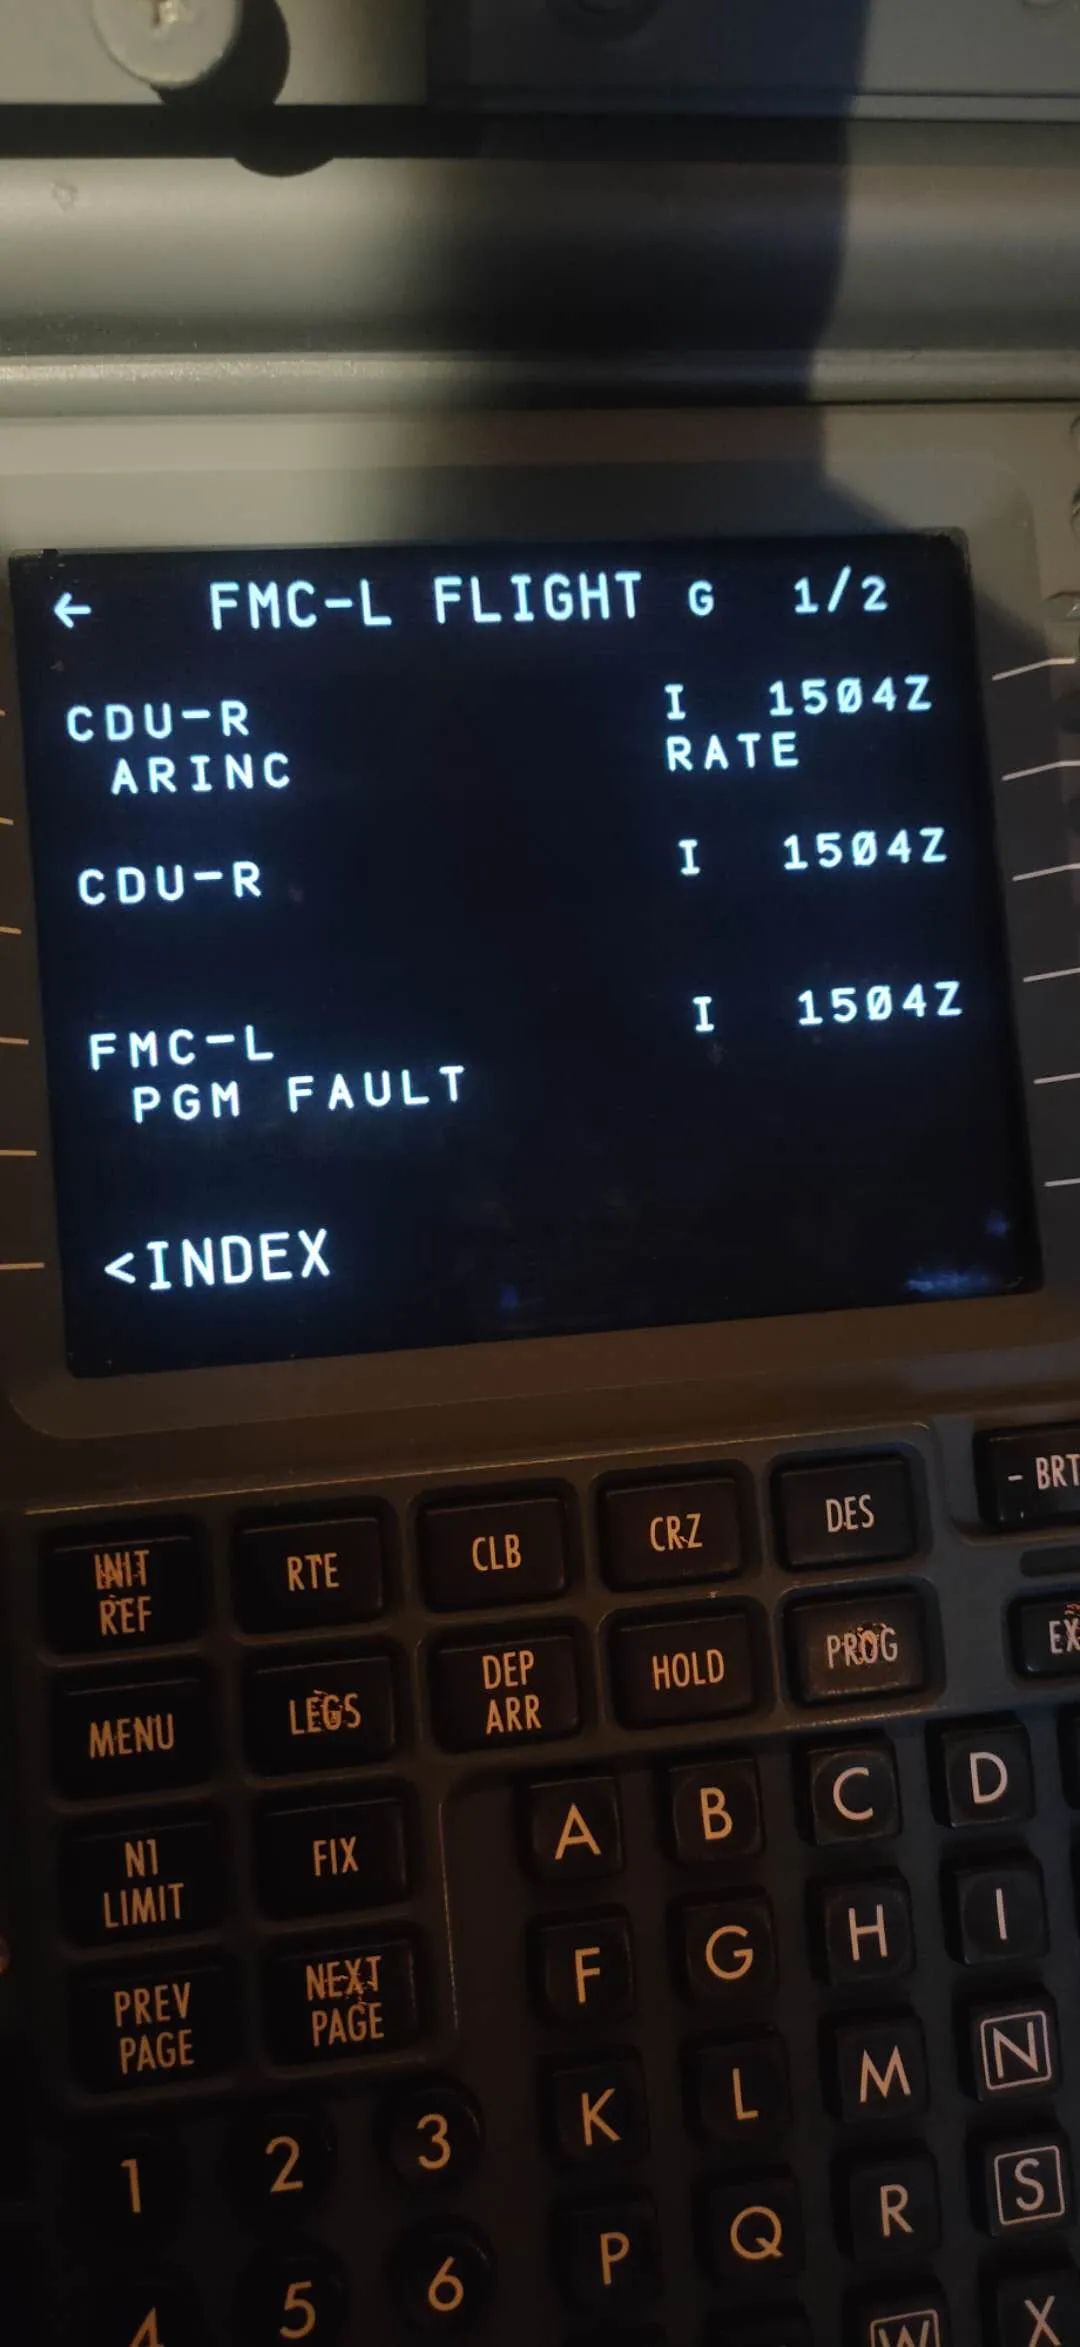 ← FMC-L FLIGHT G 1/2
CDU-R I 1504Z
ARINC RATE
CDU-R I 1504Z
FMC-L I 1504Z
PGM FAULT
<INDEX
- BRT
INIT REF
RTE
CLB
CRZ
DES
MENU
LEGS
DEP ARR
HOLD
PROG
N1 LIMIT
FIX
A B C D
PREV PAGE
NEXT PAGE
F G H I
K L M N
1 2 3
P Q R S
4 5 6
W X